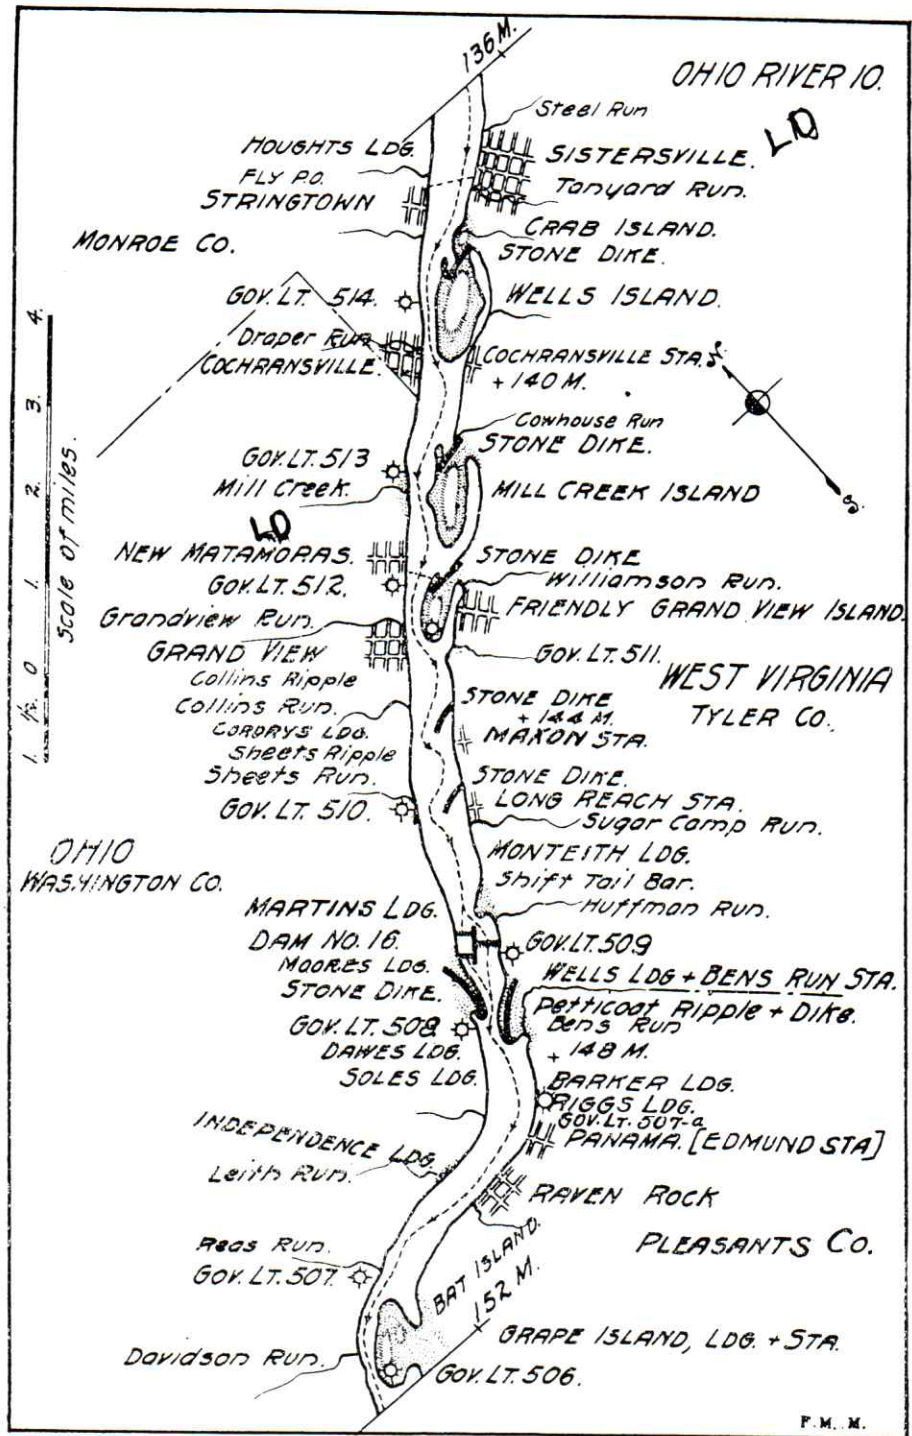 136 M.
OHIO RIVER 10.
Steel Run
LD
HOUGHTS LDG.
SISTERSVILLE.
FLY P.O.
Tanyard Run.
STRINGTOWN
CRAB ISLAND.
MONROE CO.
STONE DIKE.
GOV. LT. 514.
WELLS ISLAND.
Draper Run
COCHRANSVILLE.
COCHRANSVILLE STA.
+ 140 M.
N.
S.
4.
3.
2.
1.
0
1/2.
1.
Scale of miles.
Cowhouse Run
STONE DIKE.
GOV. LT. 513
Mill Creek.
MILL CREEK ISLAND
LD
NEW MATAMORAS.
STONE DIKE
GOV. LT. 512.
Williamson Run.
Grandview Run.
FRIENDLY GRAND VIEW ISLAND.
GRAND VIEW
GOV. LT. 511.
Collins Ripple
WEST VIRGINIA
Collins Run.
STONE DIKE
TYLER CO.
+ 144 M.
CORDRYS LDG.
MAXON STA.
Sheets Ripple
Sheets Run.
STONE DIKE.
GOV. LT. 510.
LONG REACH STA.
Sugar Camp Run.
OHIO
WASHINGTON CO.
MONTEITH LDG.
Shift Tail Bar.
MARTINS LDG.
Huffman Run.
DAM NO. 16.
GOV. LT. 509
MOORES LDG.
WELLS LDG + BENS RUN STA.
STONE DIKE.
Petticoat Ripple + Dike.
GOV. LT. 508
Bens Run
DAWES LDG.
+ 148 M.
SOLES LDG.
BARKER LDG.
RIGGS LDG.
GOV. LT. 507-a
INDEPENDENCE LDG.
PANAMA. [EDMUND STA]
Leith Run.
RAVEN ROCK
Reas Run.
PLEASANTS CO.
GOV. LT. 507
BAT ISLAND.
152 M.
GRAPE ISLAND, LDG. + STA.
Davidson Run.
GOV. LT. 506.
F. M. M.